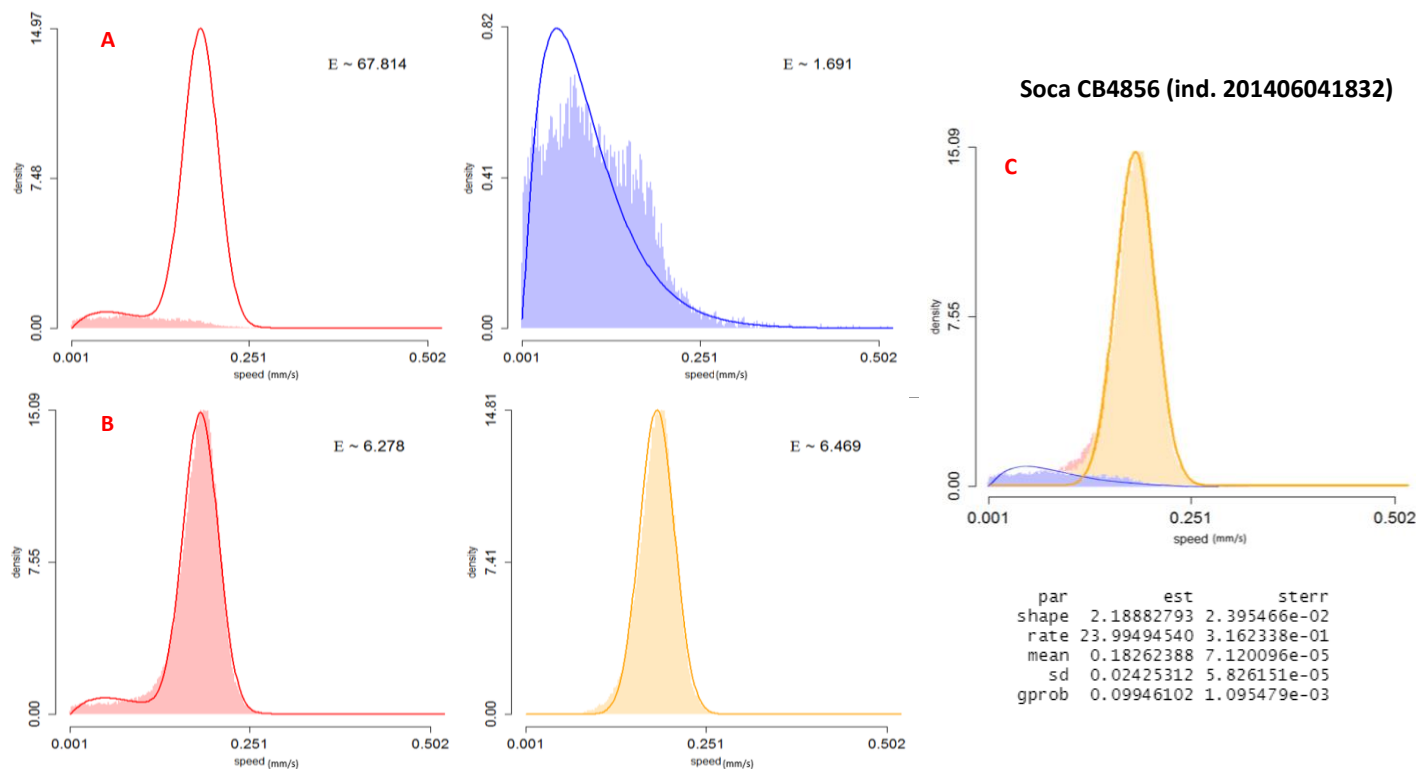 A
14.97
7.48
0.00
density
E ~ 67.814
0.001
0.251
0.502
speed (mm/s)
0.82
0.41
0.00
density
E ~ 1.691
0.001
0.251
0.502
speed (mm/s)
B
15.09
7.55
0.00
density
E ~ 6.278
0.001
0.251
0.502
speed (mm/s)
14.81
7.41
0.00
density
E ~ 6.469
0.001
0.251
0.502
speed (mm/s)
Soca CB4856 (ind. 201406041832)
C
15.09
7.55
0.00
density
0.001
0.251
0.502
speed (mm/s)
par est sterr
shape 2.18882793 2.395466e-02
rate 23.99494540 3.162338e-01
mean 0.18262388 7.120096e-05
sd 0.02425312 5.826151e-05
gprob 0.09946102 1.095479e-03